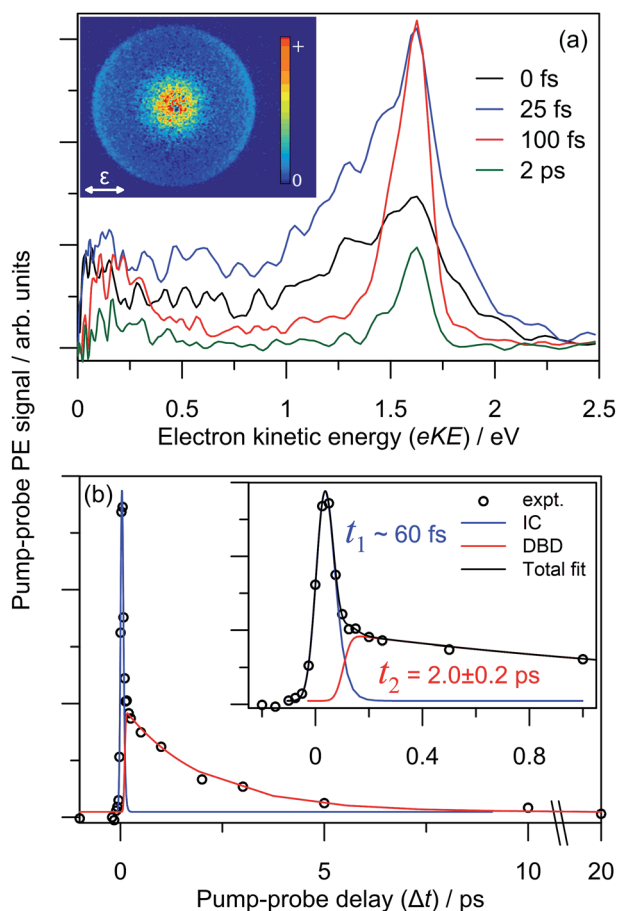 (a)
+
0
ε
0 fs
25 fs
100 fs
2 ps
0 0.5 1 1.5 2 2.5
Electron kinetic energy (eKE) / eV
Pump-probe PE signal / arb. units
(b)
expt.
IC
DBD
Total fit
t1 ~ 60 fs
t2 = 2.0±0.2 ps
0 0.4 0.8
0 5 10 20
Pump-probe delay (Δt) / ps